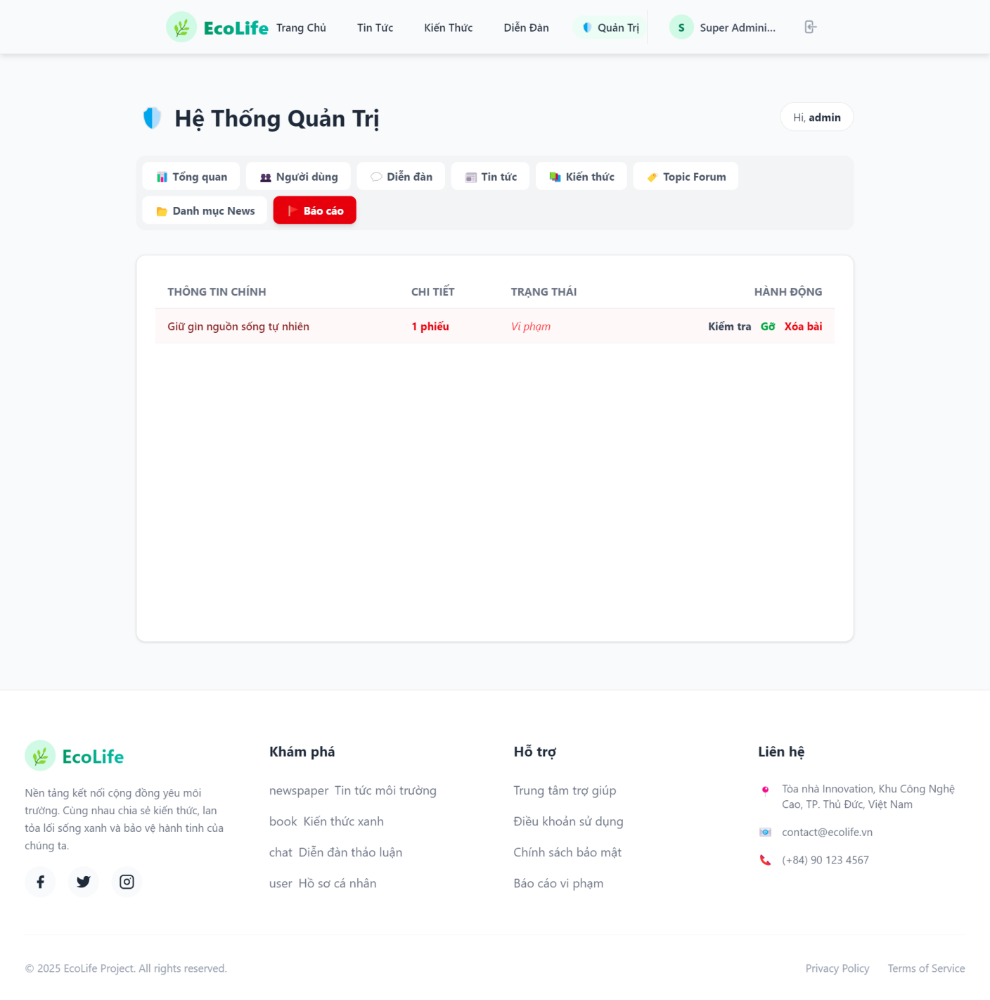 EcoLife Trang Chủ Tin Tức Kiến Thức Diễn Đàn Quản Trị S Super Admini...
Hệ Thống Quản Trị
Hi, admin
Tổng quan Người dùng Diễn đàn Tin tức Kiến thức Topic Forum
Danh mục News Báo cáo
THÔNG TIN CHÍNH CHI TIẾT TRẠNG THÁI HÀNH ĐỘNG
Giữ gìn nguồn sống tự nhiên 1 phiếu Vi phạm Kiểm tra Gỡ Xóa bài
EcoLife
Nền tảng kết nối cộng đồng yêu môi
trường. Cùng nhau chia sẻ kiến thức, lan
tỏa lối sống xanh và bảo vệ hành tinh của
chúng ta.
Khám phá
newspaper Tin tức môi trường
book Kiến thức xanh
chat Diễn đàn thảo luận
user Hồ sơ cá nhân
Hỗ trợ
Trung tâm trợ giúp
Điều khoản sử dụng
Chính sách bảo mật
Báo cáo vi phạm
Liên hệ
Tòa nhà Innovation, Khu Công Nghệ
Cao, TP. Thủ Đức, Việt Nam
contact@ecolife.vn
(+84) 90 123 4567
© 2025 EcoLife Project. All rights reserved.
Privacy Policy Terms of Service